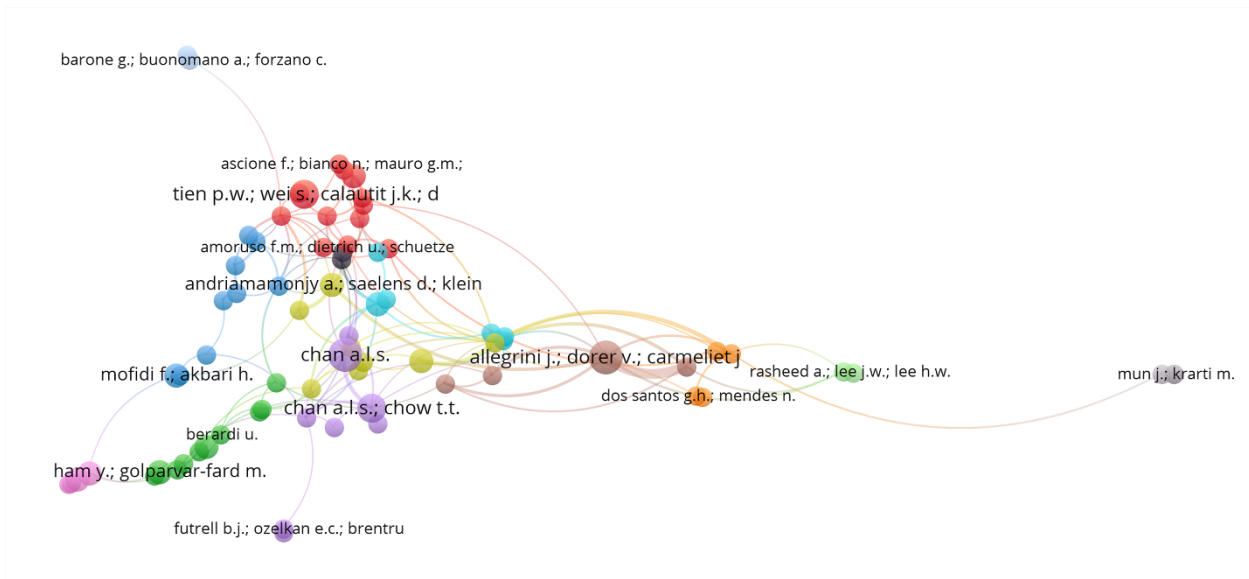 barone g.; buonomano a.; forzano c.
ascione f.; bianco n.; mauro g.m.;
tien p.w.; wei s.; calautit j.k.; d
amoruso f.m.; dietrich u.; schuetze
andriamamonjy a.; saelens d.; klein
chan a.l.s.
allegrini j.; dorer v.; carmeliet j
rasheed a.; lee j.w.; lee h.w.
mun j.; krarti m.
mofidi f.; akbari h.
dos santos g.h.; mendes n.
chan a.l.s.; chow t.t.
berardi u.
ham y.; golparvar-fard m.
futrell b.j.; ozelkan e.c.; brentru